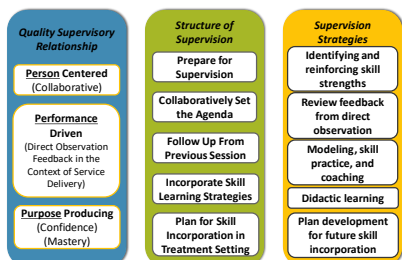 Quality Supervisory
Relationship
Person Centered
(Collaborative)
Performance
Driven
(Direct Observation
Feedback in the
Context of Service
Delivery)
Purpose Producing
(Confidence)
(Mastery)
Structure of
Supervision
Prepare for
Supervision
Collaboratively Set
the Agenda
Follow Up From
Previous Session
Incorporate Skill
Learning Strategies
Plan for Skill
Incorporation in
Treatment Setting
Supervision
Strategies
Identifying and
reinforcing skill
strengths
Review feedback
from direct
observation
Modeling, skill
practice, and
coaching
Didactic learning
Plan development
for future skill
incorporation